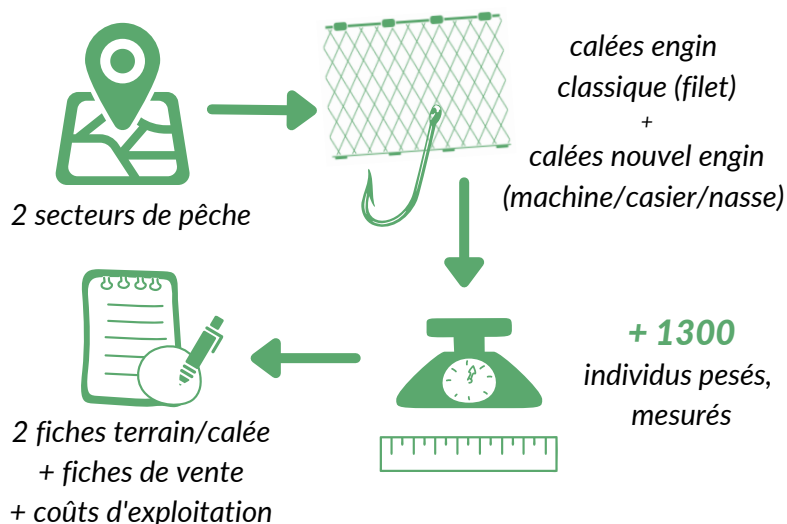 2 secteurs de pêche
calées engin
classique (filet)
+
calées nouvel engin
(machine/casier/nasse)
+ 1300
individus pesés,
mesurés
2 fiches terrain/calée
+ fiches de vente
+ coûts d'exploitation